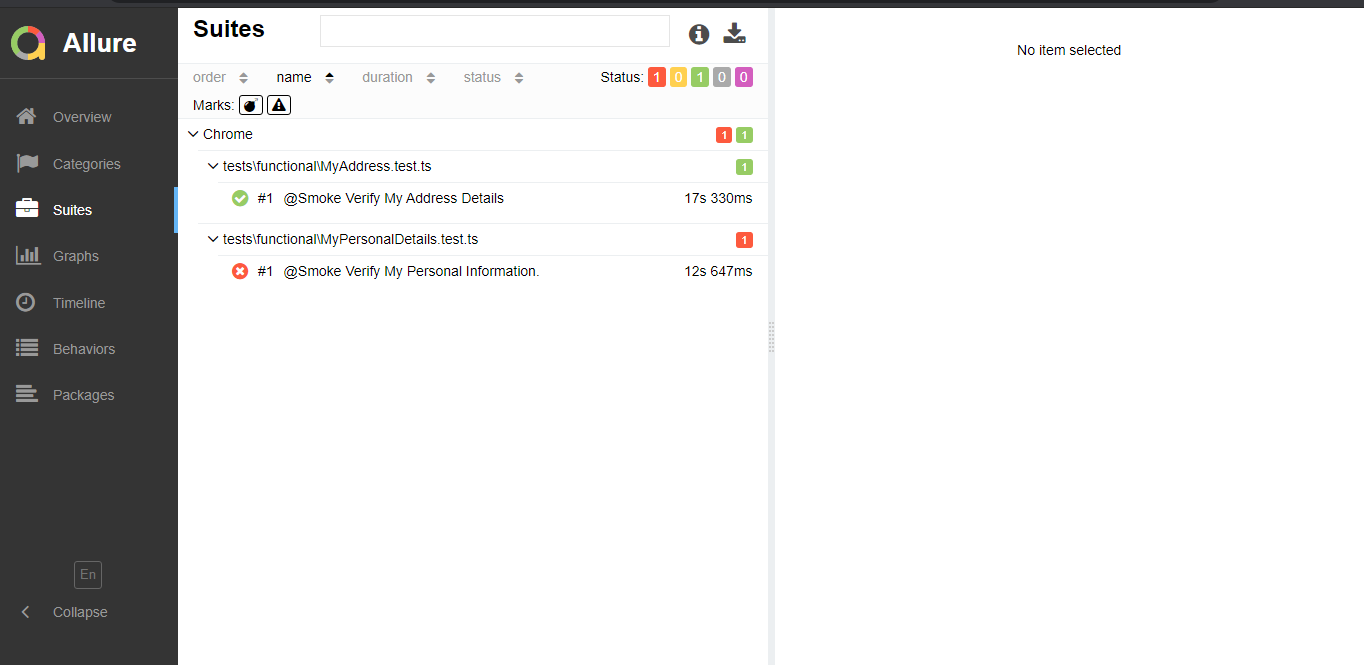 Allure
Overview
Categories
Suites
Graphs
Timeline
Behaviors
Packages
En
Collapse
Suites
order name duration status Status: 1 0 1 0 0
Marks:
Chrome 1 1
tests\functional\MyAddress.test.ts 1
#1 @Smoke Verify My Address Details 17s 330ms
tests\functional\MyPersonalDetails.test.ts 1
#1 @Smoke Verify My Personal Information. 12s 647ms
No item selected